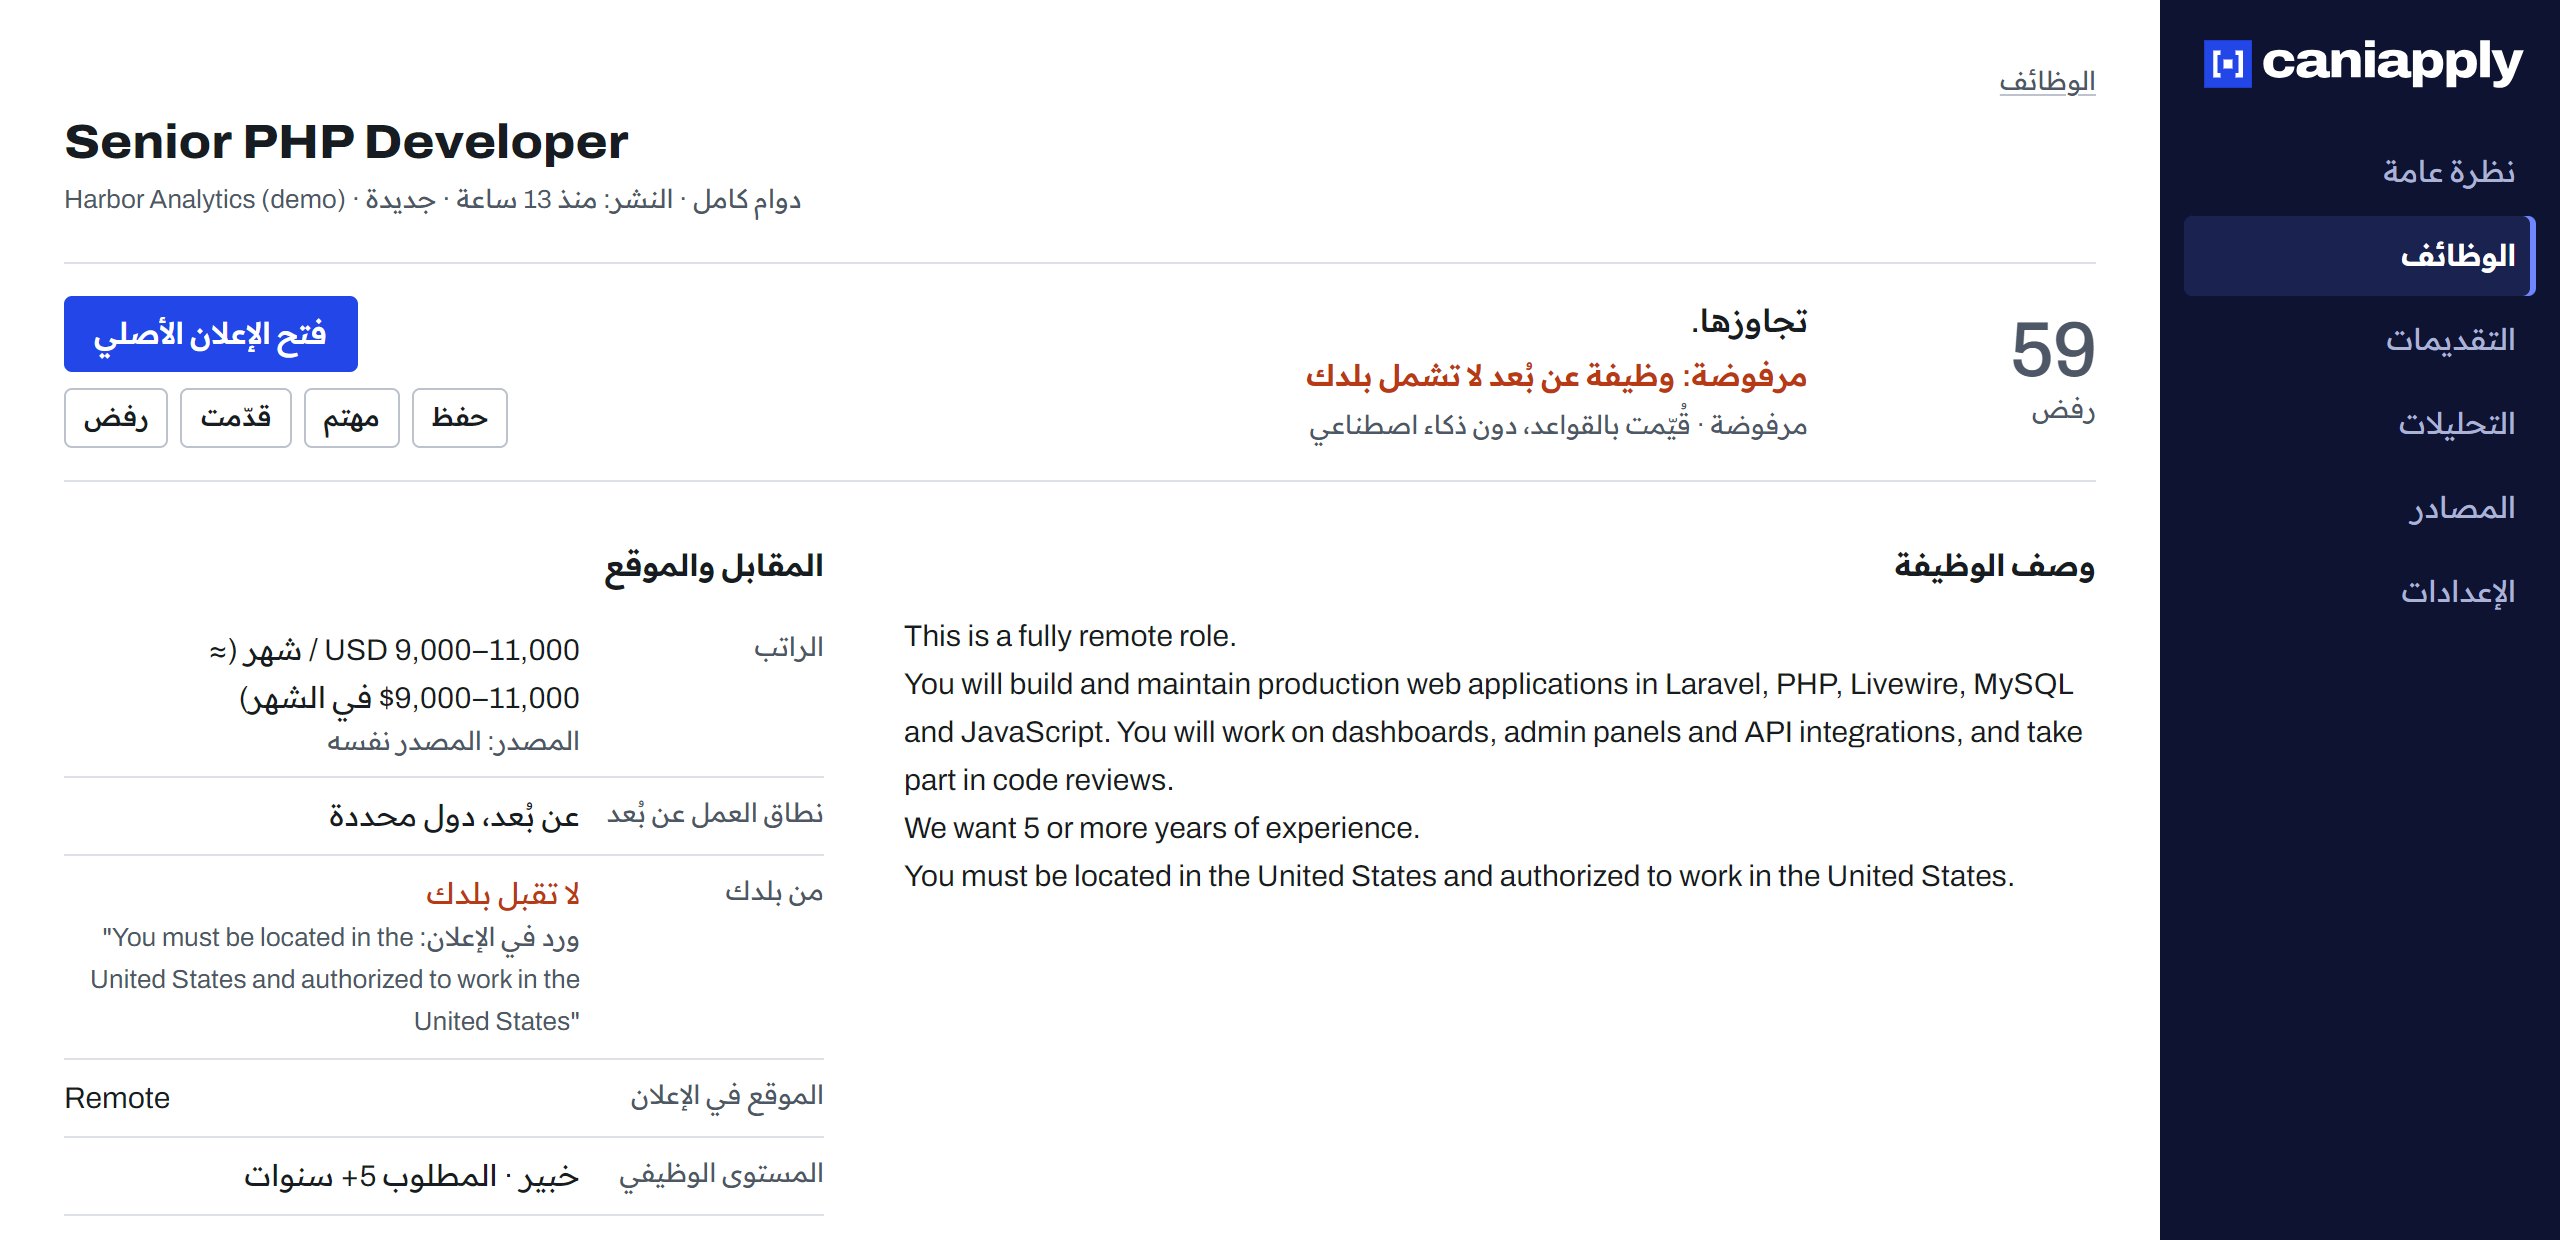 caniapply
نظرة عامة
الوظائف
التقديمات
التحليلات
المصادر
الإعدادات
الوظائف
Senior PHP Developer
Harbor Analytics (demo) · دوام كامل · النشر: منذ 13 ساعة · جديدة
59
رفض
تجاوزها.
مرفوضة: وظيفة عن بُعد لا تشمل بلدك
مرفوضة · قُيّمت بالقواعد، دون ذكاء اصطناعي
فتح الإعلان الأصلي
حفظ
مهتم
قدّمت
رفض
وصف الوظيفة
This is a fully remote role.
You will build and maintain production web applications in Laravel, PHP, Livewire, MySQL
and JavaScript. You will work on dashboards, admin panels and API integrations, and take
part in code reviews.
We want 5 or more years of experience.
You must be located in the United States and authorized to work in the United States.
المقابل والموقع
الراتب
USD 9,000–11,000 / شهر (≈
$9,000–11,000 في الشهر)
المصدر: المصدر نفسه
نطاق العمل عن بُعد
عن بُعد، دول محددة
من بلدك
لا تقبل بلدك
ورد في الإعلان: "You must be located in the
United States and authorized to work in the
United States"
الموقع في الإعلان
Remote
المستوى الوظيفي
خبير · المطلوب 5+ سنوات